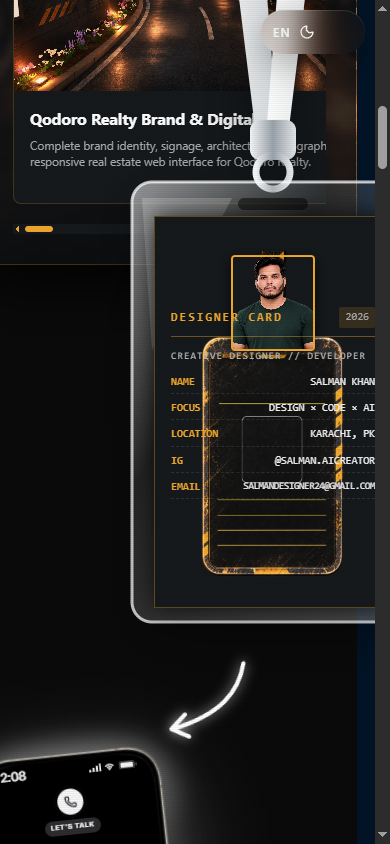 EN
Qodoro Realty Brand & Digital
Complete brand identity, signage, architect graph
responsive real estate web interface for Qodoro Realty.
DESIGNER CARD
2026
CREATIVE DESIGNER // DEVELOPER
NAME SALMAN KHAN
FOCUS DESIGN × CODE × AI
LOCATION KARACHI, PK
IG @SALMAN.AICREATOR
EMAIL SALMANDESIGNER24@GMAIL.COM
2:08
LET'S TALK